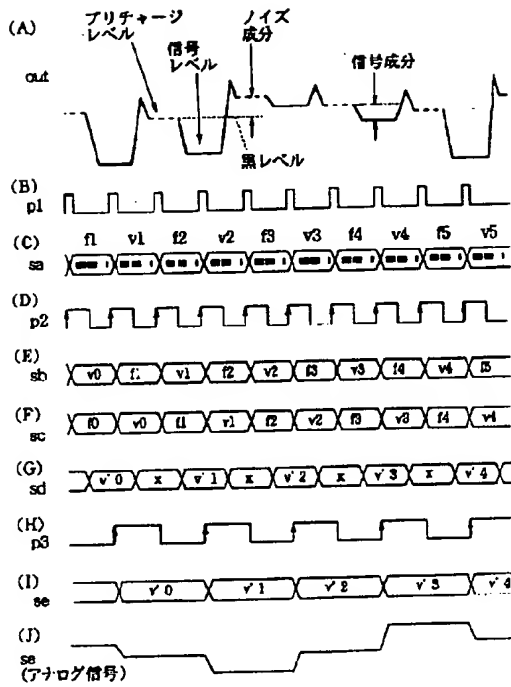 (A)
out
プリチャージ
レベル
信号
レベル
ノイズ
成分
信号成分
黒レベル
(B)
p1
(C)
sa
f1 v1 f2 v2 f3 v3 f4 v4 f5 v5
(D)
p2
(E)
sb
v0 f1 v1 f2 v2 f3 v3 f4 v4 f5
(F)
sc
f0 v0 f1 v1 f2 v2 f3 v3 f4 v4
(G)
sd
v'0 x v'1 x v'2 x v'3 x v'4
(H)
p3
(I)
se
v'0 v'1 v'2 v'3 v'4
(J)
se
(アナログ信号)